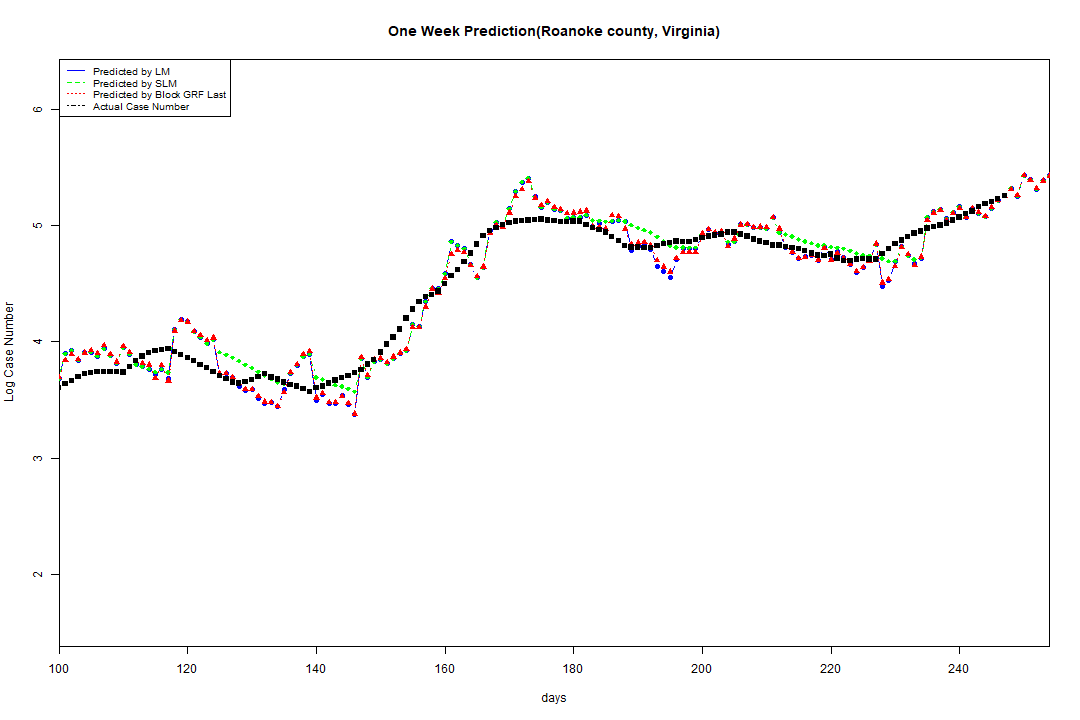 One Week Prediction(Roanoke county, Virginia)
Predicted by LM
Predicted by SLM
Predicted by Block GRF Last
Actual Case Number
6
5
4
3
2
Log Case Number
100 120 140 160 180 200 220 240
days